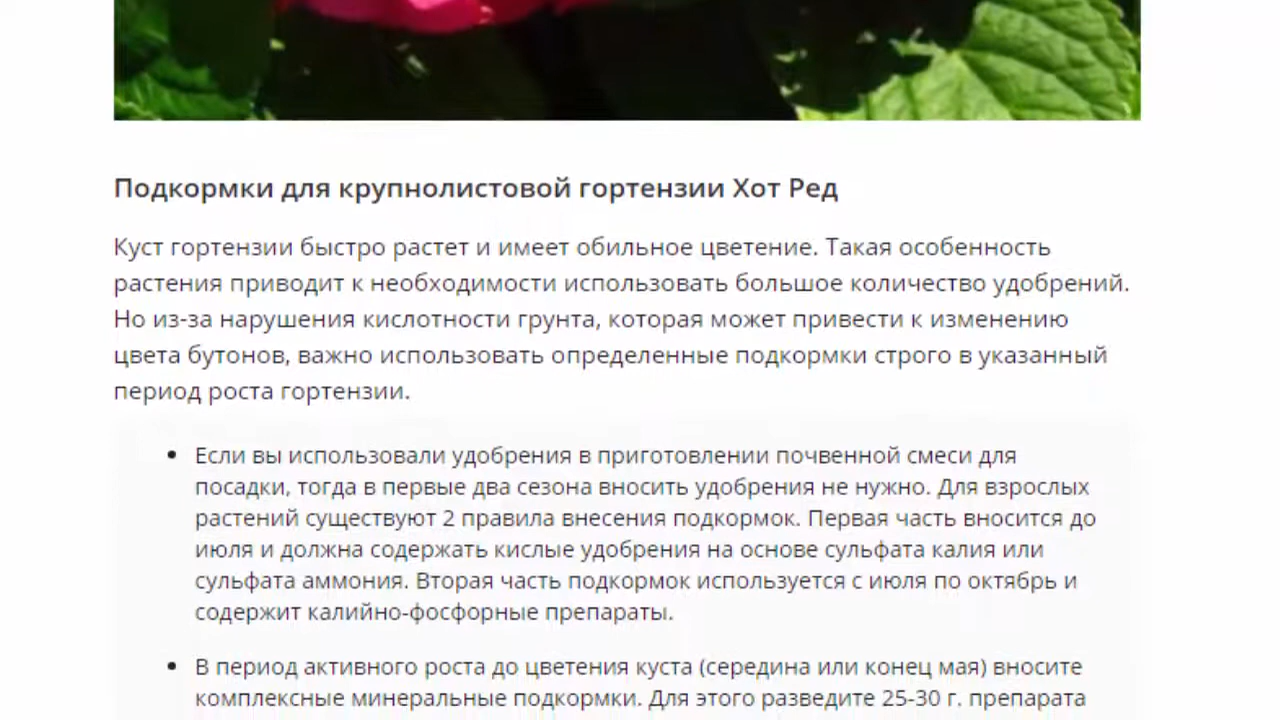 Подкормки для крупнолистовой гортензии Хот Ред
Куст гортензии быстро растет и имеет обильное цветение. Такая особенность
растения приводит к необходимости использовать большое количество удобрений.
Но из-за нарушения кислотности грунта, которая может привести к изменению
цвета бутонов, важно использовать определенные подкормки строго в указанный
период роста гортензии.
• Если вы использовали удобрения в приготовлении почвенной смеси для
посадки, тогда в первые два сезона вносить удобрения не нужно. Для взрослых
растений существуют 2 правила внесения подкормок. Первая часть вносится до
июля и должна содержать кислые удобрения на основе сульфата калия или
сульфата аммония. Вторая часть подкормок используется с июля по октябрь и
содержит калийно-фосфорные препараты.
• В период активного роста до цветения куста (середина или конец мая) вносите
комплексные минеральные подкормки. Для этого разведите 25-30 г. препарата